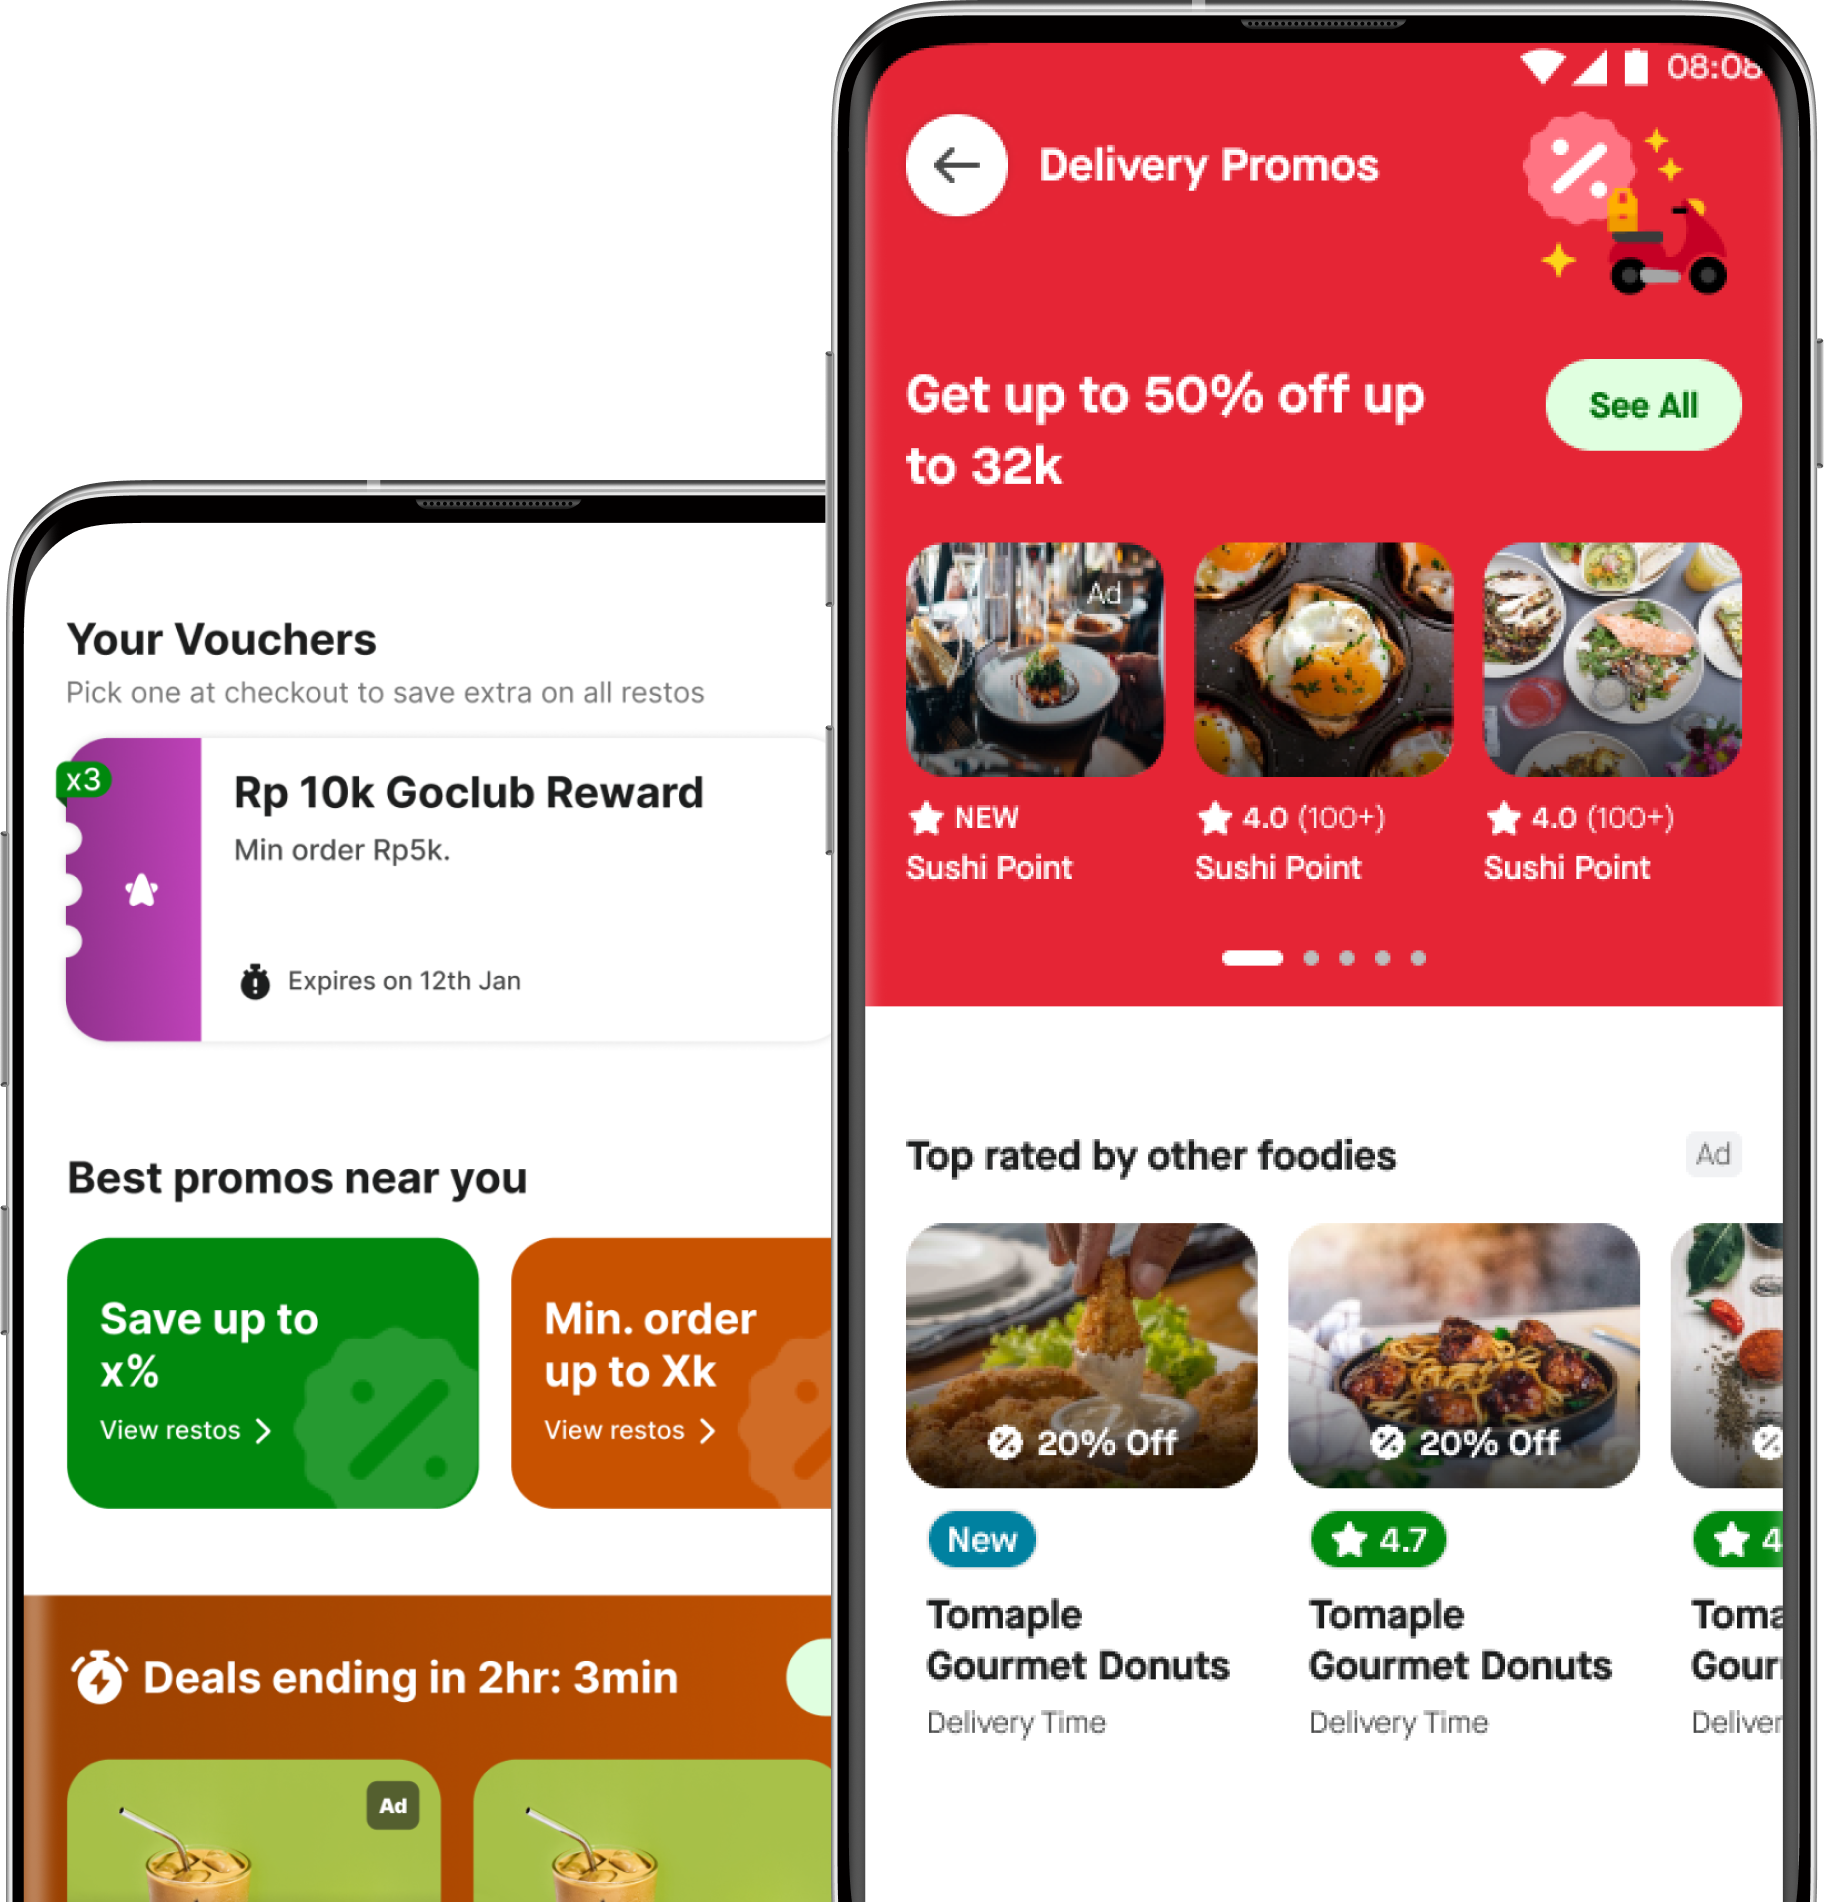 Your Vouchers
Pick one at checkout to save extra on all restos
x3
Rp 10k Goclub Reward
Min order Rp5k.
Expires on 12th Jan
Best promos near you
Save up to
x%
View restos
Min. order
up to Xk
View restos
Deals ending in 2hr: 3min
Ad
08:08
Delivery Promos
Get up to 50% off up
to 32k
See All
Ad
NEW
Sushi Point
4.0 (100+)
Sushi Point
4.0 (100+)
Sushi Point
Top rated by other foodies
Ad
20% Off
New
Tomaple
Gourmet Donuts
Delivery Time
20% Off
4.7
Tomaple
Gourmet Donuts
Delivery Time